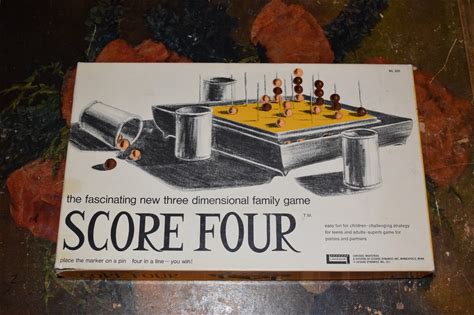 the fascinating new three dimensional family game
SCORE FOUR
T.M.
place the marker on a pin four in a line—you win!
easy fun for children-challenging strategy
for teens and adults-superb game for
parties and partners
LAKESIDE